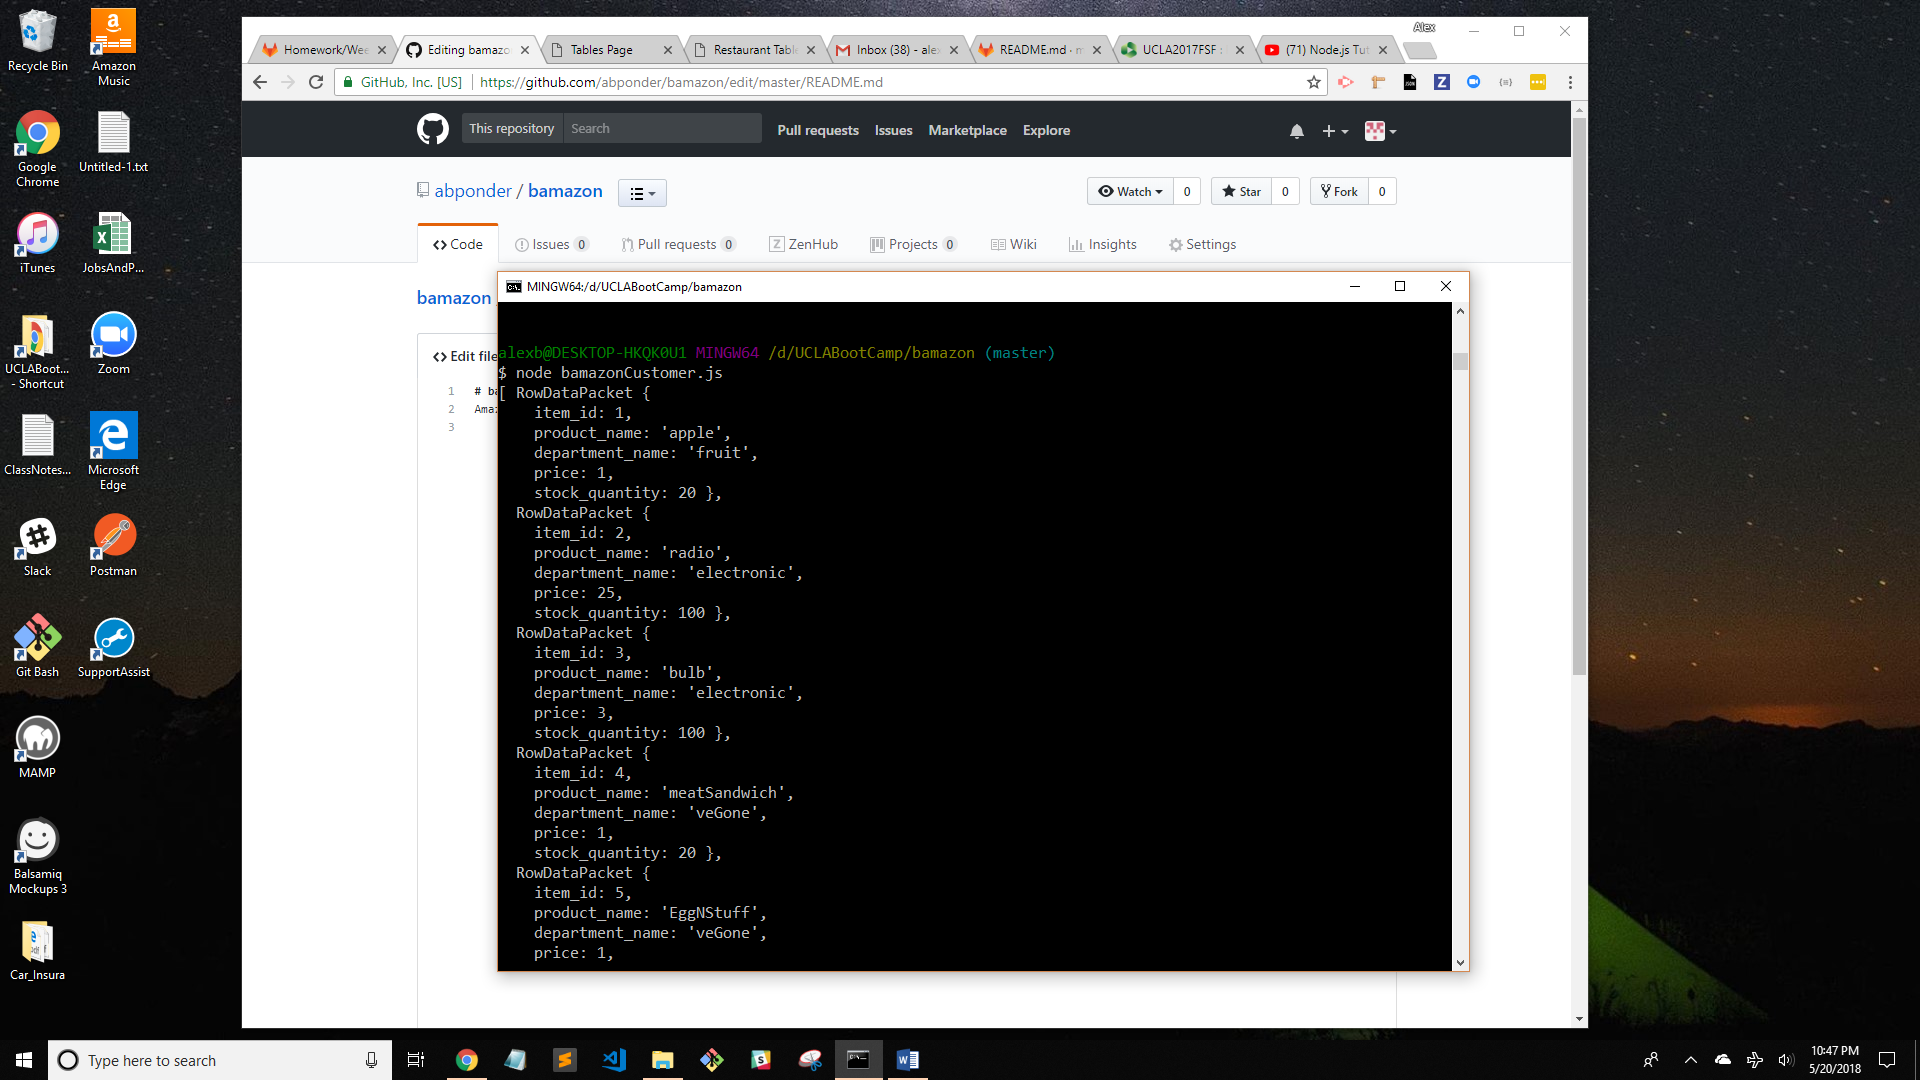 Recycle Bin
Amazon Music
Google Chrome
Untitled-1.txt
iTunes
JobsAndP...
UCLABoot... - Shortcut
Zoom
ClassNotes...
Microsoft Edge
Slack
Postman
Git Bash
SupportAssist
MAMP
Balsamiq Mockups 3
Car_Insura
Alex
Homework/Wee
Editing bamazo
Tables Page
Restaurant Tabl
Inbox (38) - ale
README.md · m
UCLA2017FSF
(71) Node.js Tut
GitHub, Inc. [US]
https://github.com/abponder/bamazon/edit/master/README.md
This repository
Search
Pull requests
Issues
Marketplace
Explore
abponder / bamazon
Watch 0
Star 0
Fork 0
Code
Issues 0
Pull requests 0
ZenHub
Projects 0
Wiki
Insights
Settings
bamazon
<> Edit file
1 # ba
2 Ama
3
MINGW64:/d/UCLABootCamp/bamazon
alexb@DESKTOP-HKQK0U1 MINGW64 /d/UCLABootCamp/bamazon (master)
$ node bamazonCustomer.js
[ RowDataPacket {
item_id: 1,
product_name: 'apple',
department_name: 'fruit',
price: 1,
stock_quantity: 20 },
RowDataPacket {
item_id: 2,
product_name: 'radio',
department_name: 'electronic',
price: 25,
stock_quantity: 100 },
RowDataPacket {
item_id: 3,
product_name: 'bulb',
department_name: 'electronic',
price: 3,
stock_quantity: 100 },
RowDataPacket {
item_id: 4,
product_name: 'meatSandwich',
department_name: 'veGone',
price: 1,
stock_quantity: 20 },
RowDataPacket {
item_id: 5,
product_name: 'EggNStuff',
department_name: 'veGone',
price: 1,
Type here to search
10:47 PM
5/20/2018